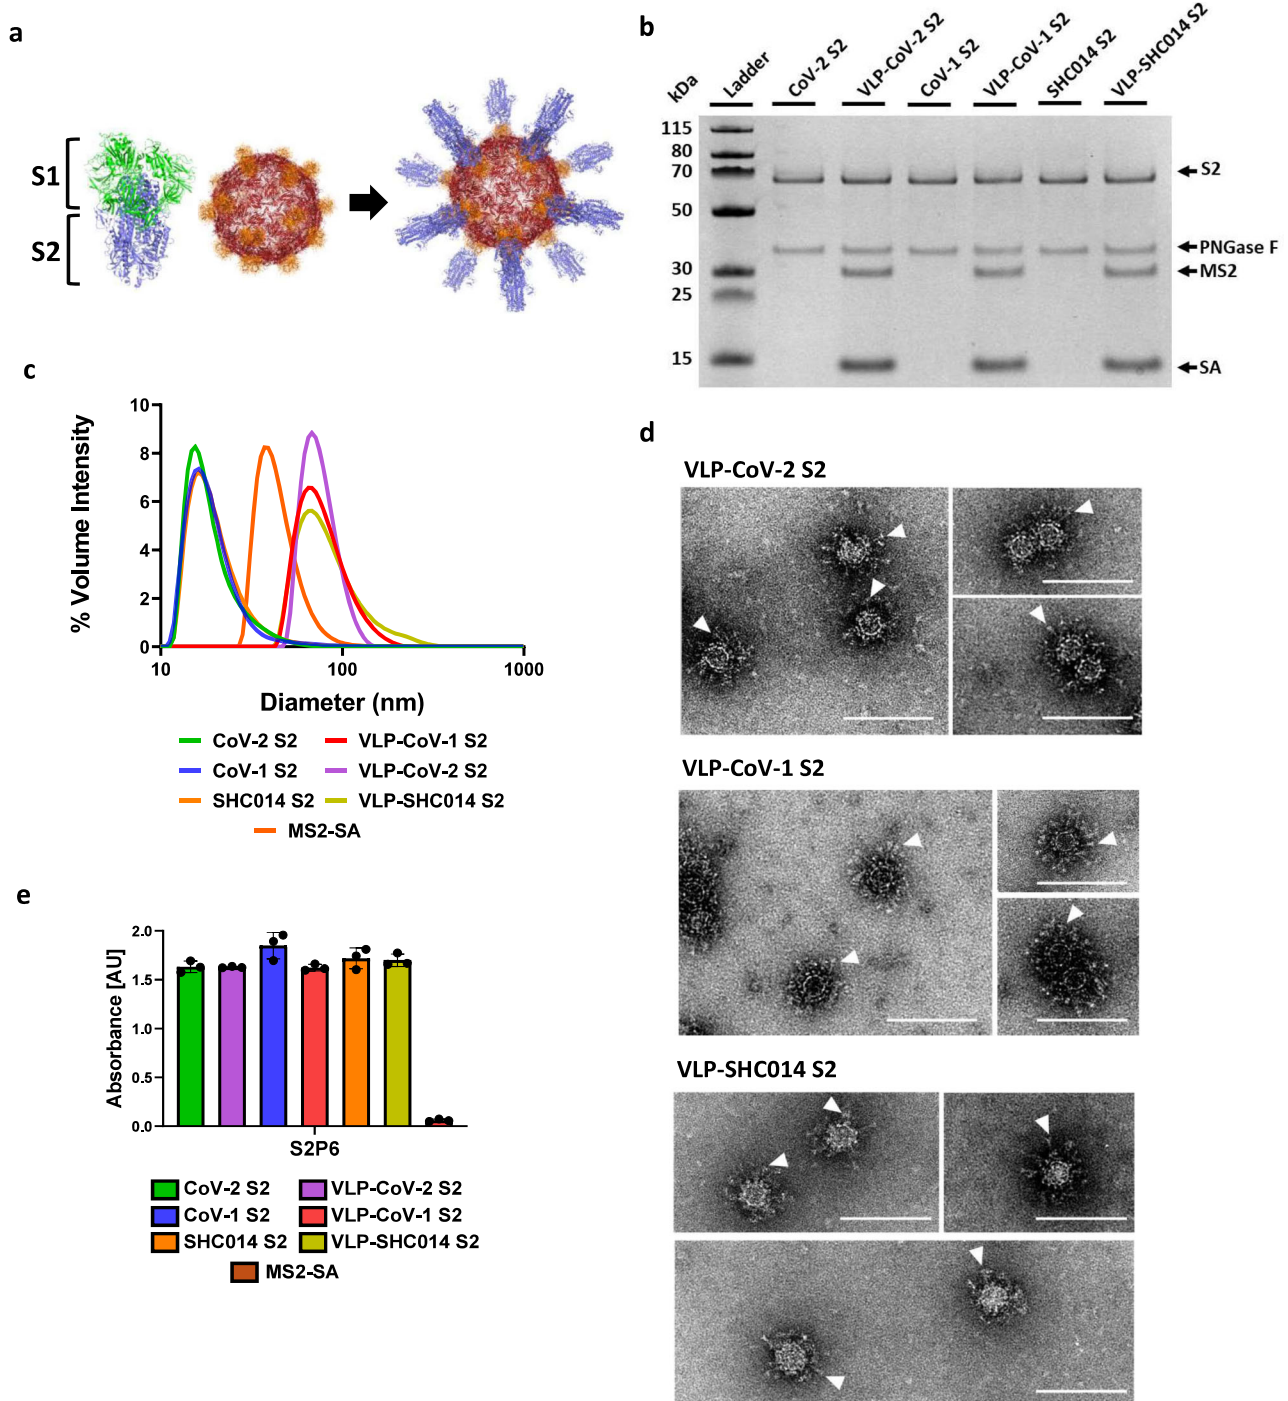 a
S1
S2
b
kDa
Ladder
CoV-2 S2
VLP-CoV-2 S2
CoV-1 S2
VLP-CoV-1 S2
SHC014 S2
VLP-SHC014 S2
115
80
70
50
30
25
15
S2
PNGase F
MS2
SA
c
% Volume Intensity
10
8
6
4
2
0
10
100
1000
Diameter (nm)
CoV-2 S2
VLP-CoV-1 S2
CoV-1 S2
VLP-CoV-2 S2
SHC014 S2
VLP-SHC014 S2
MS2-SA
d
VLP-CoV-2 S2
VLP-CoV-1 S2
VLP-SHC014 S2
e
Absorbance [AU]
2.0
1.5
1.0
0.5
0.0
S2P6
CoV-2 S2
VLP-CoV-2 S2
CoV-1 S2
VLP-CoV-1 S2
SHC014 S2
VLP-SHC014 S2
MS2-SA